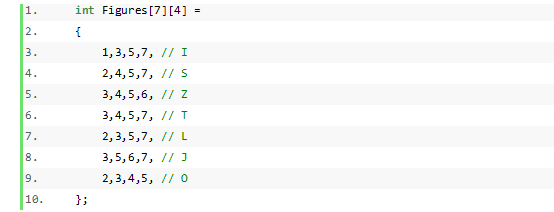 1. int Figures[7][4] =
2. {
3. 1,3,5,7, // I
4. 2,4,5,7, // S
5. 3,4,5,6, // Z
6. 3,4,5,7, // T
7. 2,3,5,7, // L
8. 3,5,6,7, // J
9. 2,3,4,5, // O
10. };